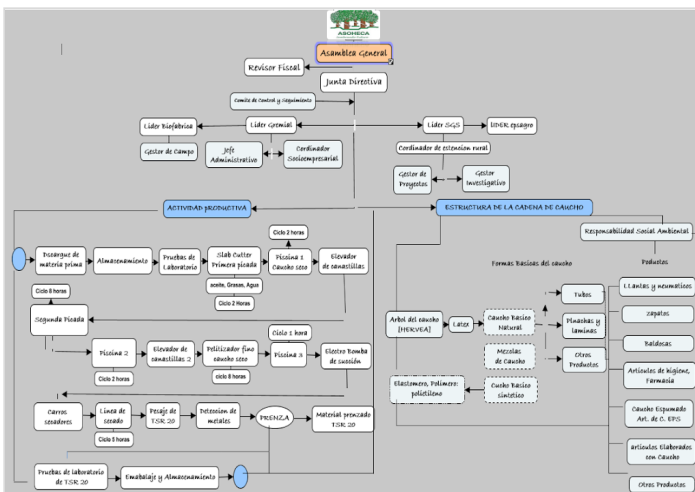 ASOHECA
Asamblea General
Revisor Fiscal
Junta Directiva
Comite de Control y Seguimiento
Lider Biofabrica
Lider Gremial
Lider SGS
LIDER epsagro
Gestor de Campo
Jefe
Administrativo
Cordinador
Socioempresarial
Cordinador de estencion rural
Gestor de
Proyectos
Gestor
Investigativo
ACTIVIDAD pRODUCTIVA
ESTRUCTURA DE LA CADENA DE CAUCHO
Responsabilidad Social Ambiental
Ciclo 2 horas
Dscargue de
materia prima
Almacenamiento
Pruebas de
Laboratorio
Slab Cutter
Primera picada
Piscina 1
Caucho seco
Elevador
de canastillas
aceite, Grasas, Agua
Ciclo 2 Horas
Formas Basicas del caucho
Poductos
Ciclo 8 horas
Segunda Picada
Ciclo 1 hora
Piscina 2
Elevador de
canastillas 2
Pelitizador fino
caucho seco
Piscina 3
Eléctro Bomba
de succión
Ciclo 2 horas
Ciclo 8 horas
Arbol del caucho
[HERVEA]
Latex
Caucho Basico
Natural
Tubos
Plnachas y
laminas
Otros
Productos
Mezclas
de Caucho
Elastomero, Polimero:
polietileno
Cunho Basico
sintetico
LLantas y neumaticos
zapatos
Baldosas
Articulos de higiene,
Farmacia
Caucho Espumado
Art. de C. EPS
articulos Elaborados
con Caucho
Otros Productos
Carros
secadores
Linea de
secado
Pesaje de
TSR 20
Deteccion de
metales
PRENZA
Material prenzado
TSR 20
Ciclo 5 horas
Pruebas de laboratorio
de TSR 20
Emabalaje y Almacenamiento